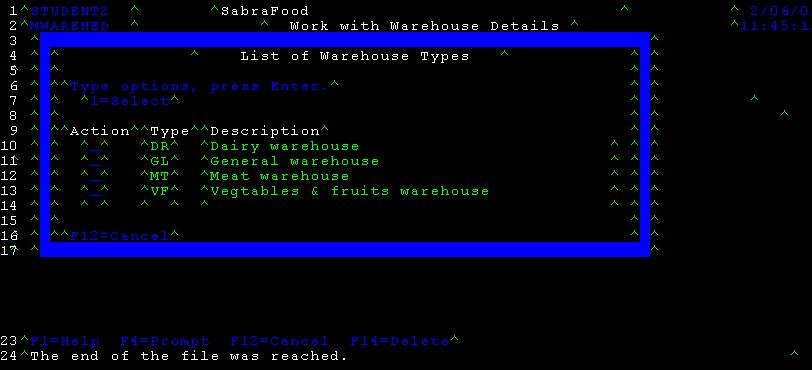 1^STUDENT2 ^ ^SabraFood ^ ^ 2/06/0
2^MWAREHED ^ ^ Work with Warehouse Details ^ ^11:45:1
3^ ^
4^ ^ ^ List of Warehouse Types ^ ^ ^
5^ ^ ^ ^
6^ ^^Type options, press Enter.^ ^ ^
7^ ^ ^1=Select^ ^ ^ ^
8^ ^ ^ ^ ^
9^ ^^Action^^Type^^Description^ ^ ^
10^ ^ ^_^ ^DR^ ^Dairy warehouse ^ ^ ^
11^ ^ ^_^ ^GL^ ^General warehouse ^ ^ ^
12^ ^ ^_^ ^MT^ ^Meat warehouse ^ ^ ^
13^ ^ ^_^ ^VF^ ^Vegtables & fruits warehouse ^ ^ ^
14^ ^ ^ ^ ^ ^ ^ ^ ^ ^
15^ ^ ^ ^
16^ ^^F12=Cancel^ ^ ^
17^ ^
23^F1=Help F4=Prompt F12=Cancel F14=Delete^
24^The end of the file was reached. ^